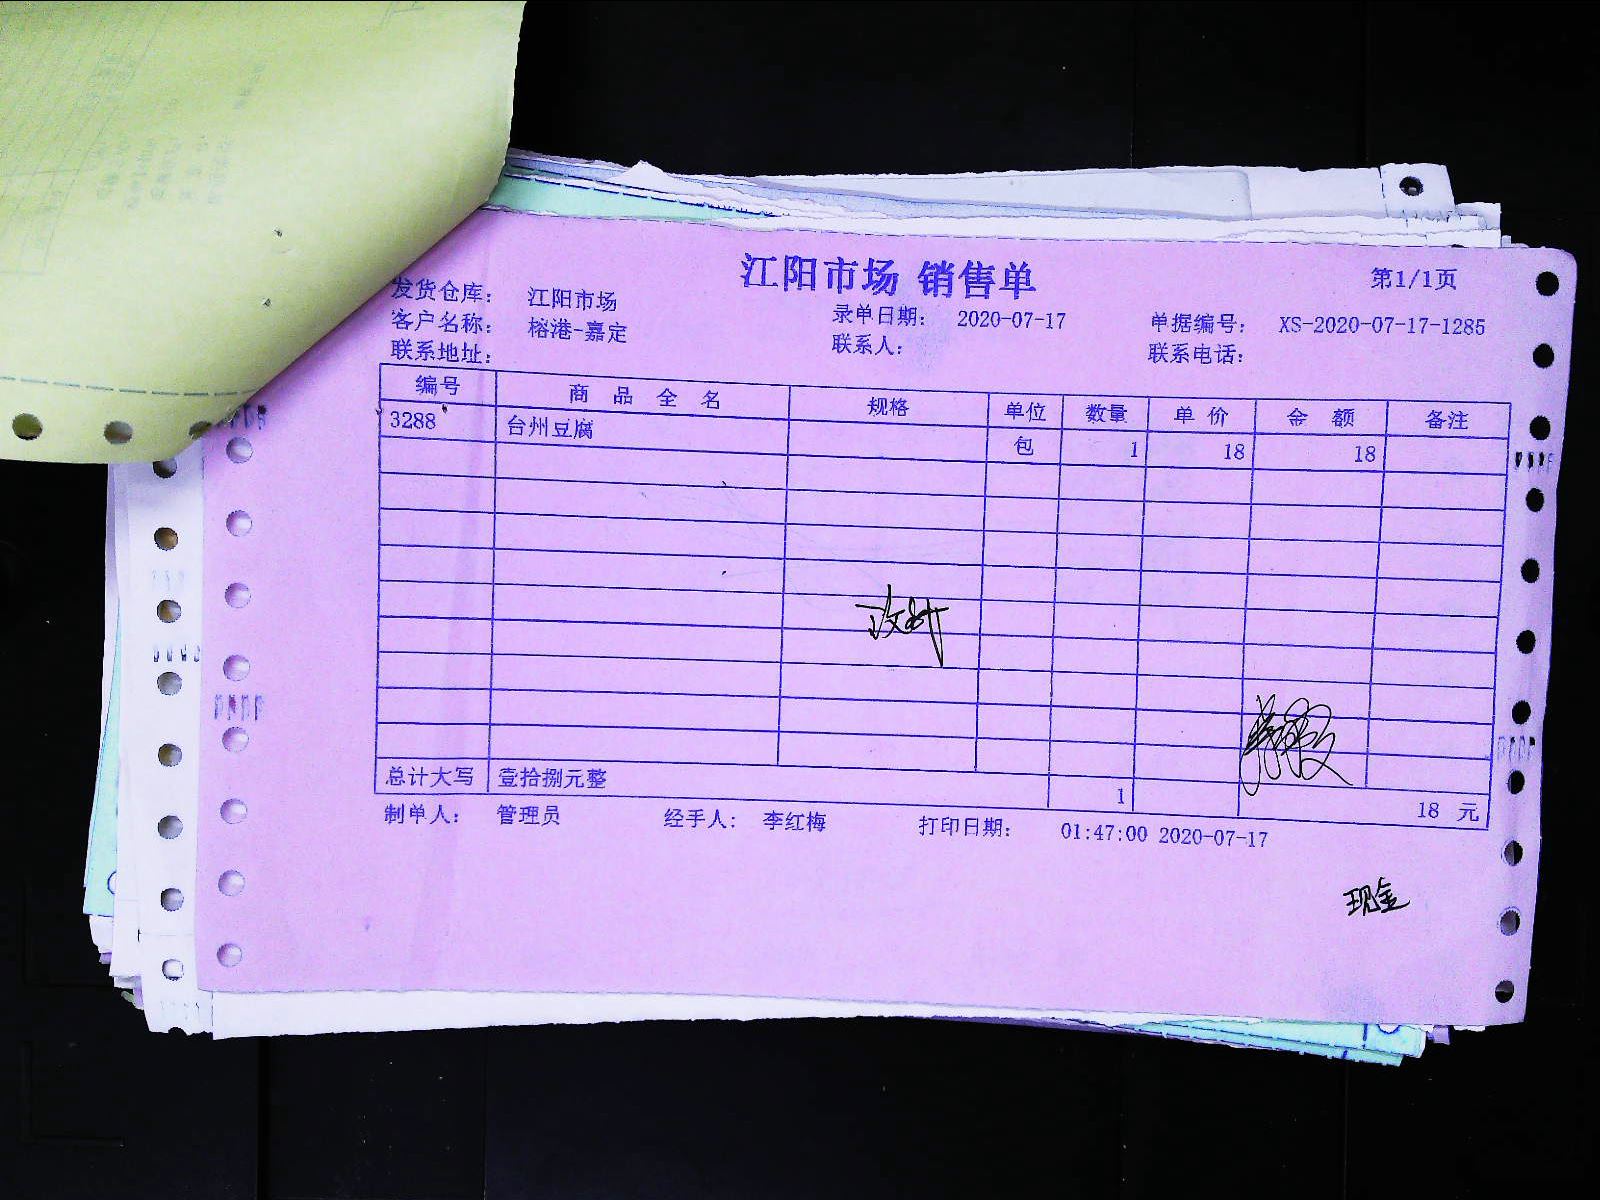 江阳市场 销售单
第1/1页
发货仓库: 江阳市场
录单日期: 2020-07-17 单据编号: XS-2020-07-17-1285
客户名称: 榕港-嘉定
联系人: 联系电话:
联系地址:
编号 商品全名 规格 单位 数量 单价 金额 备注
3288 台州豆腐 包 1 18 18
总计大写 壹拾捌元整 1 18 元
制单人: 管理员 经手人: 李红梅 打印日期: 01:47:00 2020-07-17
现金